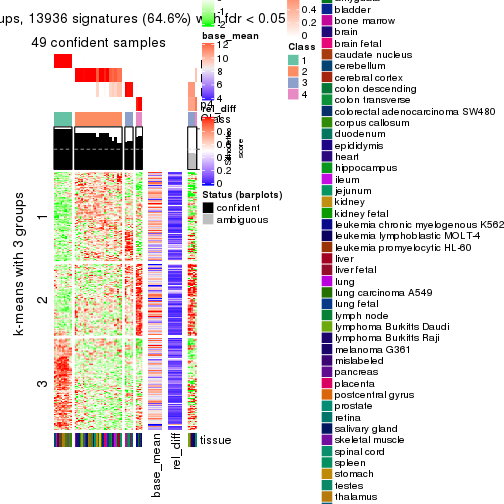 ups, 13936 signatures (64.6%) with fdr < 0.05
49 confident samples
k-means with 3 groups
1
2
3
base_mean
rel_diff
tissue
-2
base_mean
12
10
8
6
4
2
0
rel_diff
0
Status (barplots)
confident
ambiguous
0.4
0.2
0
Class
1
2
3
4
bladder
bone marrow
brain
brain fetal
caudate nucleus
cerebellum
cerebral cortex
colon descending
colon transverse
colorectal adenocarcinoma SW480
corpus callosum
duodenum
epididymis
heart
hippocampus
ileum
jejunum
kidney
kidney fetal
leukemia chronic myelogenous K562
leukemia lymphoblastic MOLT-4
leukemia promyelocytic HL-60
liver
liver fetal
lung
lung carcinoma A549
lung fetal
lymph node
lymphoma Burkitts Daudi
lymphoma Burkitts Raji
melanoma G361
mislabeled
pancreas
placenta
postcentral gyrus
prostate
retina
salivary gland
skeletal muscle
spinal cord
spleen
stomach
testes
thalamus